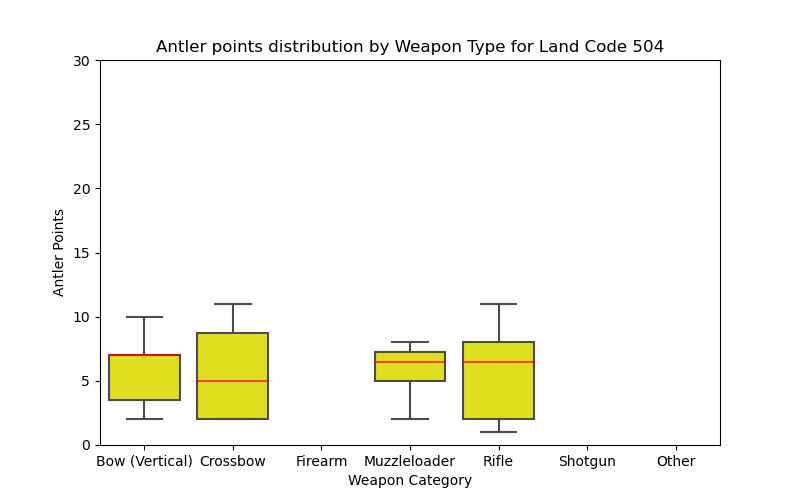 Antler points distribution by Weapon Type for Land Code 504
30
25
20
15
10
5
0
Antler Points
Bow (Vertical) Crossbow Firearm Muzzleloader Rifle Shotgun Other
Weapon Category